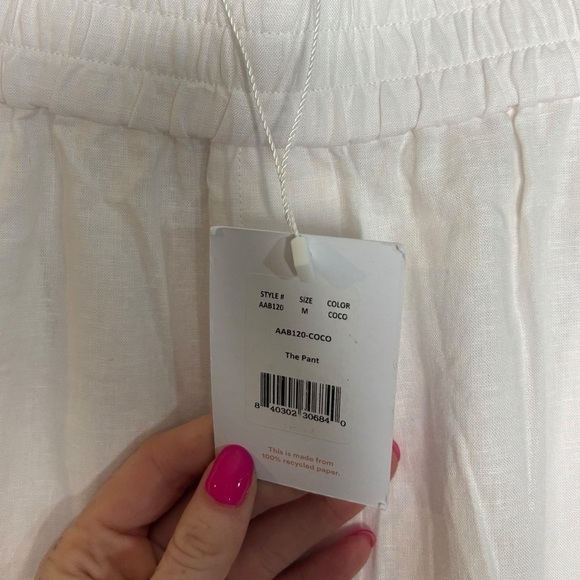 STYLE # SIZE COLOR
AAB120 M COCO
AAB120-COCO
The Pant
8 40302 30684 0
This is made from
100% recycled paper.